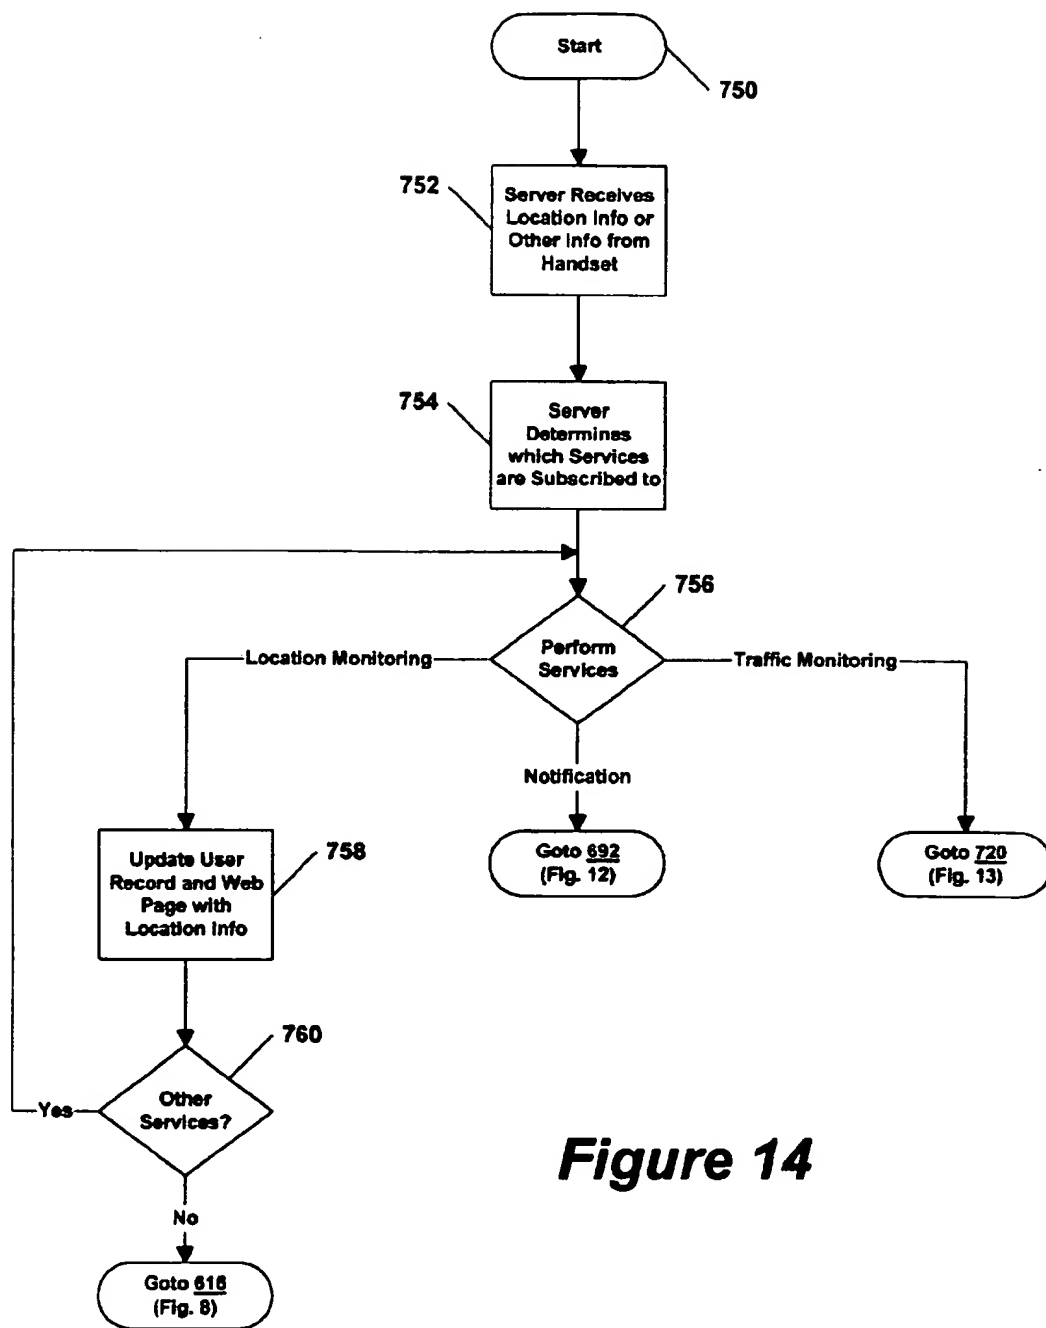 Start
750
752
Server Receives
Location Info or
Other Info from
Handset
754
Server
Determines
which Services
are Subscribed to
756
Perform
Services
Location Monitoring
Traffic Monitoring
Notification
758
Update User
Record and Web
Page with
Location Info
Goto 692
(Fig. 12)
Goto 720
(Fig. 13)
760
Other
Services?
Yes
No
Goto 616
(Fig. 8)
Figure 14